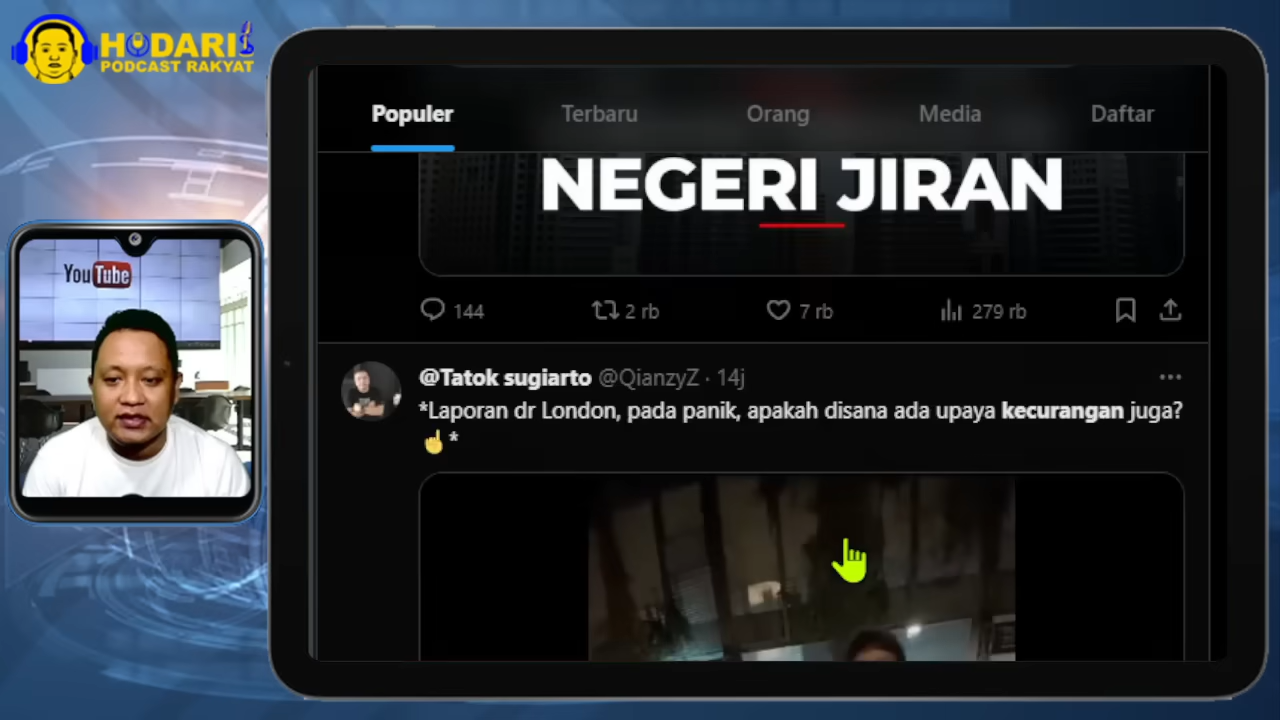 HODARI
PODCAST RAKYAT
Populer
Terbaru
Orang
Media
Daftar
NEGERI JIRAN
144
2 rb
7 rb
279 rb
YouTube
@Tatok sugiarto @QianzyZ · 14j
*Laporan dr London, pada panik, apakah disana ada upaya kecurangan juga?
☝*